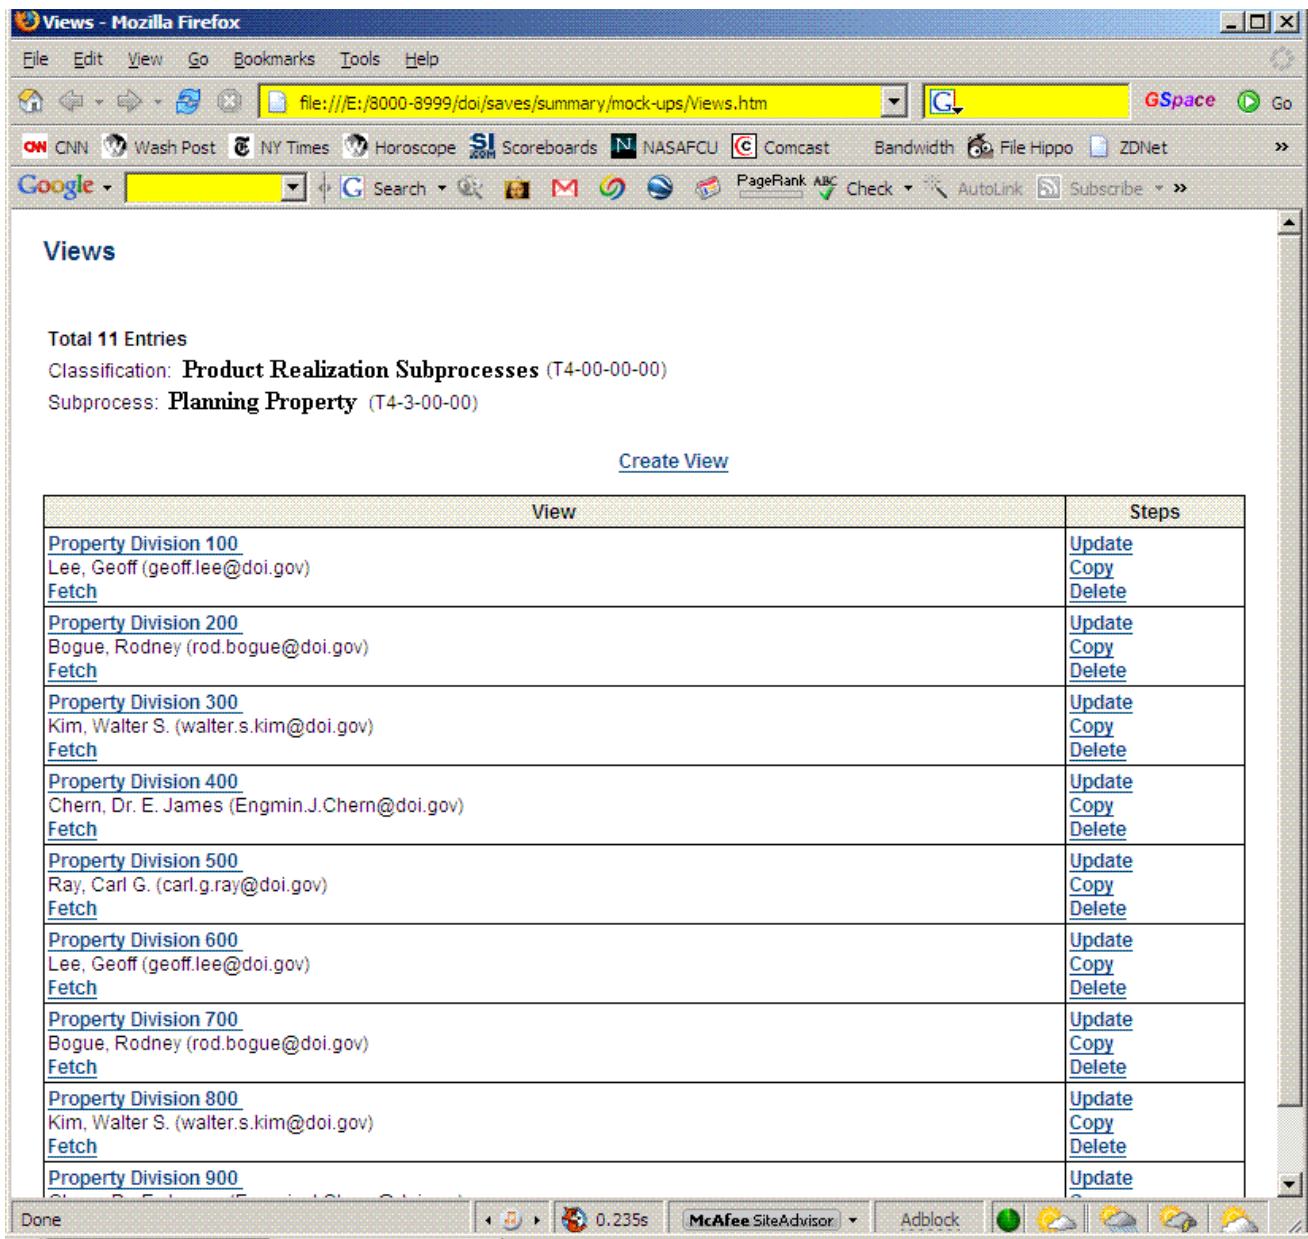 Views - Mozilla Firefox
File Edit View Go Bookmarks Tools Help
file:///E:/8000-8999/doi/saves/summary/mock-ups/Views.htm G GSpace Go
CNN CNN Wash Post NY Times Horoscope SI.COM Scoreboards N NASAFCU C Comcast Bandwidth File Hippo ZDNet »
Google G Search PageRank ABC Check AutoLink Subscribe »
Views
Total 11 Entries
Classification: Product Realization Subprocesses (T4-00-00-00)
Subprocess: Planning Property (T4-3-00-00)
Create View
View Steps
Property Division 100 Update
Lee, Geoff (geoff.lee@doi.gov) Copy
Fetch Delete
Property Division 200 Update
Bogue, Rodney (rod.bogue@doi.gov) Copy
Fetch Delete
Property Division 300 Update
Kim, Walter S. (walter.s.kim@doi.gov) Copy
Fetch Delete
Property Division 400 Update
Chern, Dr. E. James (Engmin.J.Chern@doi.gov) Copy
Fetch Delete
Property Division 500 Update
Ray, Carl G. (carl.g.ray@doi.gov) Copy
Fetch Delete
Property Division 600 Update
Lee, Geoff (geoff.lee@doi.gov) Copy
Fetch Delete
Property Division 700 Update
Bogue, Rodney (rod.bogue@doi.gov) Copy
Fetch Delete
Property Division 800 Update
Kim, Walter S. (walter.s.kim@doi.gov) Copy
Fetch Delete
Property Division 900 Update
Done 0.235s McAfee SiteAdvisor Adblock